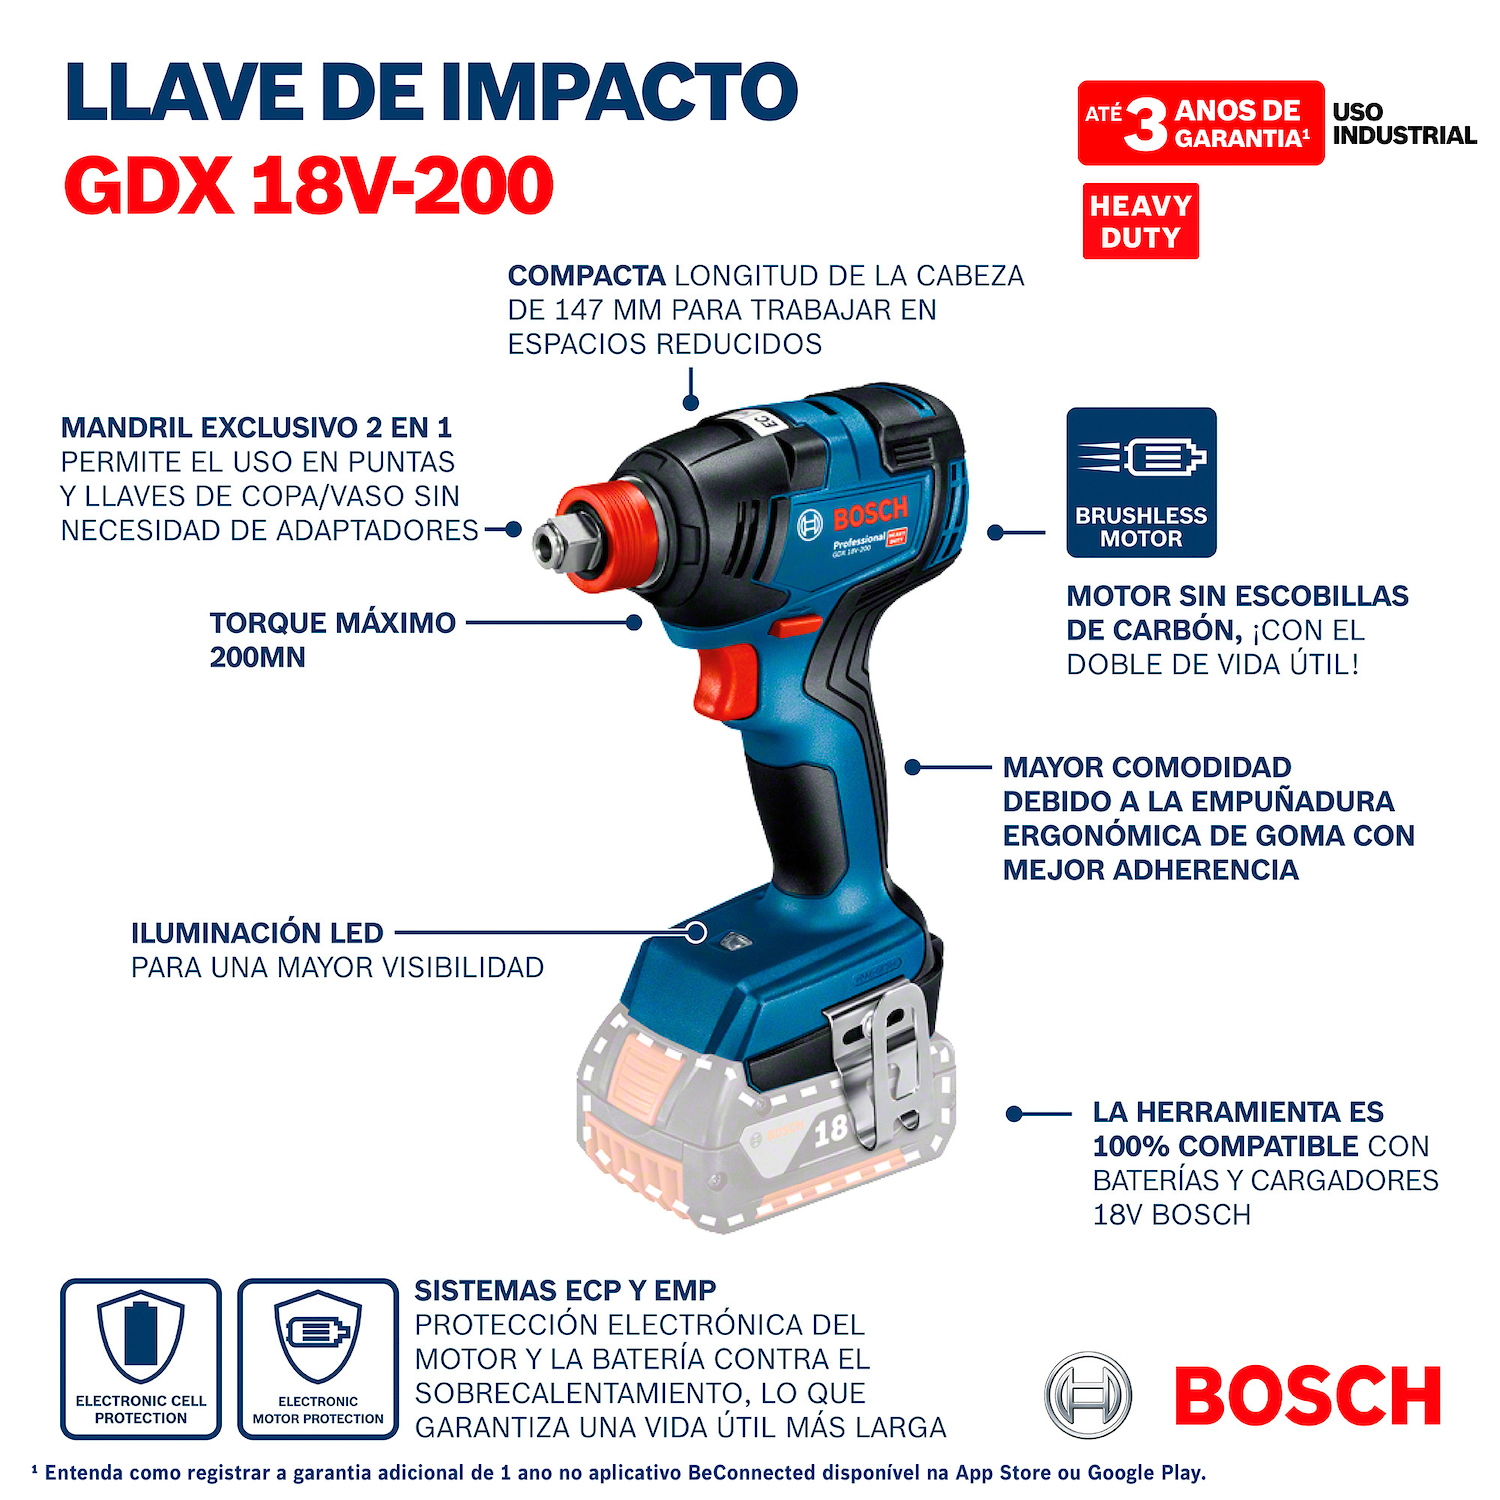 LLAVE DE IMPACTO
GDX 18V-200
ATÉ 3 ANOS DE
GARANTIA¹
USO
INDUSTRIAL
HEAVY
DUTY
COMPACTA LONGITUD DE LA CABEZA
DE 147 MM PARA TRABAJAR EN
ESPACIOS REDUCIDOS
MANDRIL EXCLUSIVO 2 EN 1
PERMITE EL USO EN PUNTAS
Y LLAVES DE COPA/VASO SIN
NECESIDAD DE ADAPTADORES
TORQUE MÁXIMO
200MN
EC
BOSCH
Professional
HEAVY
DUTY
GDX 18V-200
BRUSHLESS
MOTOR
MOTOR SIN ESCOBILLAS
DE CARBÓN, ¡CON EL
DOBLE DE VIDA ÚTIL!
MAYOR COMODIDAD
DEBIDO A LA EMPUÑADURA
ERGONÓMICA DE GOMA CON
MEJOR ADHERENCIA
ILUMINACIÓN LED
PARA UNA MAYOR VISIBILIDAD
BOSCH
18
LA HERRAMIENTA ES
100% COMPATIBLE CON
BATERÍAS Y CARGADORES
18V BOSCH
ELECTRONIC CELL
PROTECTION
ELECTRONIC
MOTOR PROTECTION
SISTEMAS ECP Y EMP
PROTECCIÓN ELECTRÓNICA DEL
MOTOR Y LA BATERÍA CONTRA EL
SOBRECALENTAMIENTO, LO QUE
GARANTIZA UNA VIDA ÚTIL MÁS LARGA
BOSCH
¹ Entenda como registrar a garantia adicional de 1 ano no aplicativo BeConnected disponível na App Store ou Google Play.